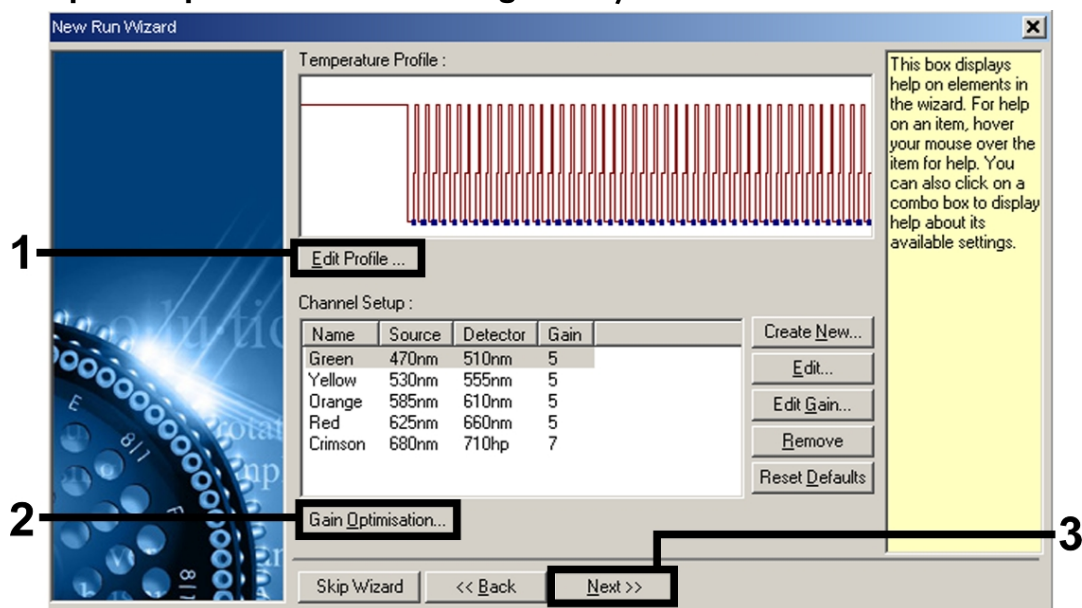 New Run Wizard
Temperature Profile :
This box displays
help on elements in
the wizard. For help
on an item, hover
your mouse over the
item for help. You
can also click on a
combo box to display
help about its
available settings.
1
Edit Profile ...
Channel Setup :
Name Source Detector Gain
Green 470nm 510nm 5
Yellow 530nm 555nm 5
Orange 585nm 610nm 5
Red 625nm 660nm 5
Crimson 680nm 710hp 7
Create New...
Edit...
Edit Gain...
Remove
Reset Defaults
2
Gain Optimisation...
3
Skip Wizard
<< Back
Next >>